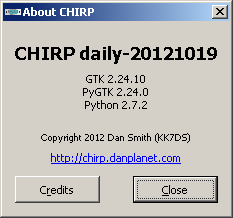 About CHIRP
CHIRP daily-20121019
GTK 2.24.10
PyGTK 2.24.0
Python 2.7.2
Copyright 2012 Dan Smith (KK7DS)
http://chirp.danplanet.com
Credits
Close